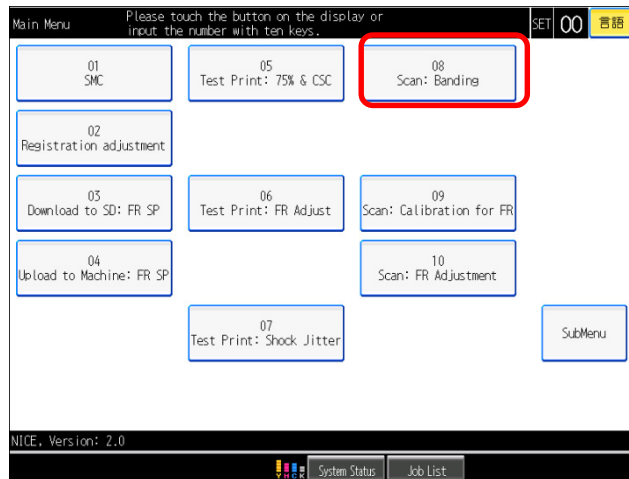 Main Menu
Please touch the button on the display or
input the number with ten keys.
SET 00 言語
01
SMC
05
Test Print: 75% & CSC
08
Scan: Banding
02
Registration adjustment
03
Download to SD: FR SP
06
Test Print: FR Adjust
09
Scan: Calibration for FR
04
Upload to Machine: FR SP
10
Scan: FR Adjustment
07
Test Print: Shock Jitter
SubMenu
NICE, Version: 2.0
Y M C K
System Status
Job List